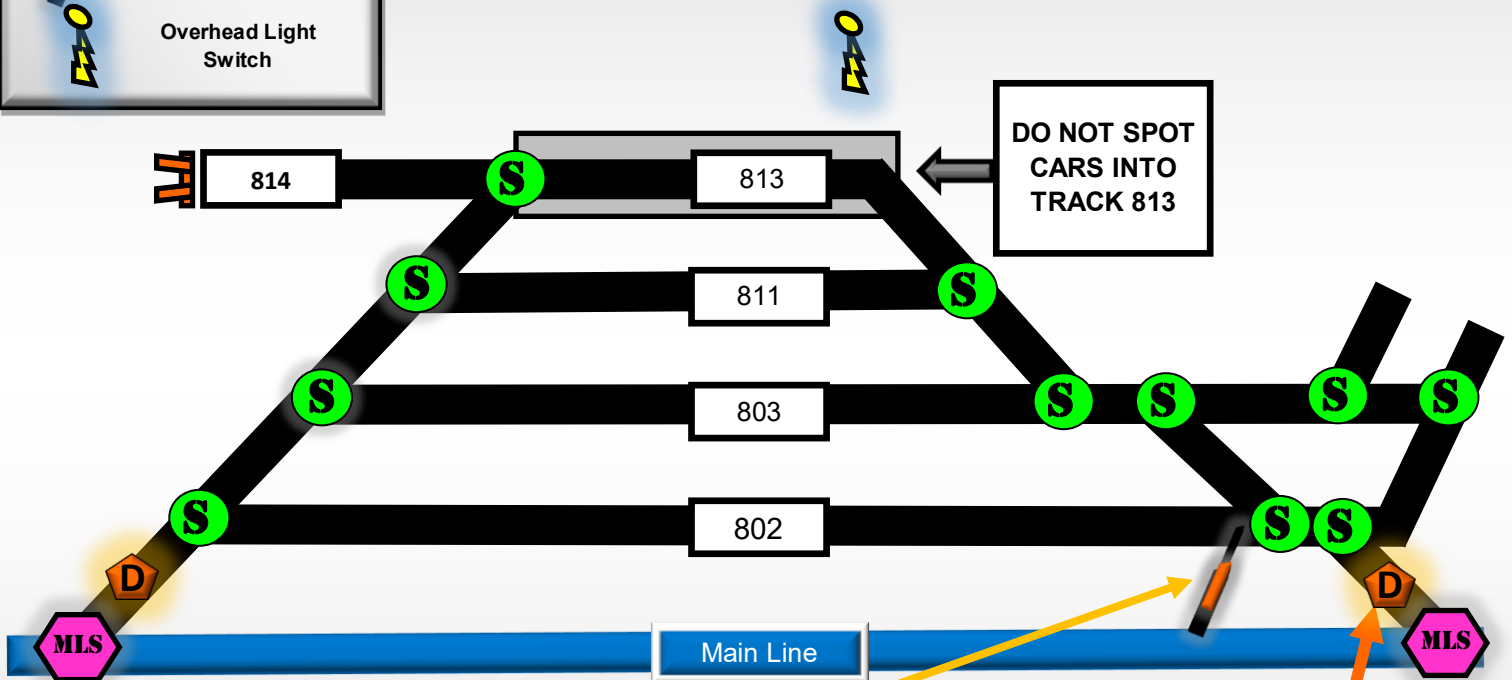 Overhead Light
Switch
DO NOT SPOT
CARS INTO
TRACK 813
814
S
813
S
811
S
S
803
S
S
S
S
S
802
S
S
D
D
MLS
Main Line
MLS